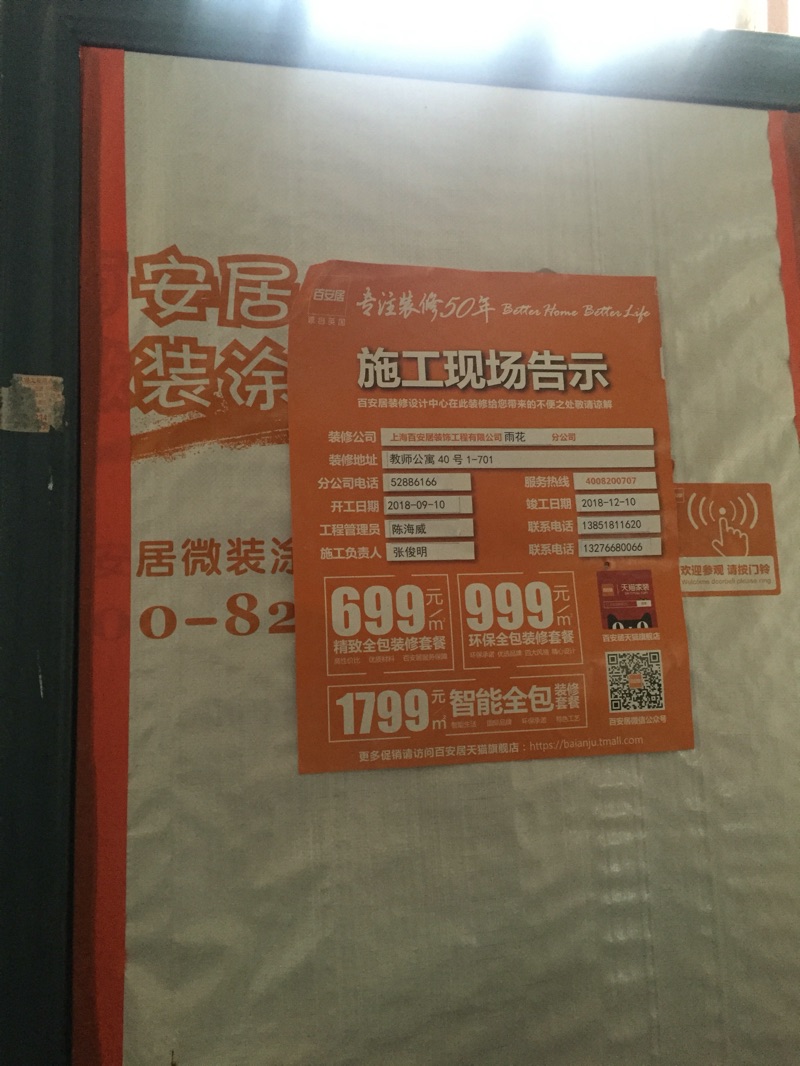 安居
装涂
居微装涂
0-82
百安居
源自英国
专注装修50年 Better Home Better Life
施工现场告示
百安居装修设计中心在此装修给您带来的不便之处敬请谅解
装修公司 上海百安居装饰工程有限公司 雨花 分公司
装修地址 教师公寓 40 号 1-701
分公司电话 52886166 服务热线 4008200707
开工日期 2018-09-10 竣工日期 2018-12-10
工程管理员 陈海威 联系电话 13851811620
施工负责人 张俊明 联系电话 13276680066
699元/㎡
精致全包装修套餐
999元/㎡
环保全包装修套餐
天猫家装
百安居天猫旗舰店
1799元/㎡ 智能全包装修套餐
百安居微信公众号
更多促销请访问百安居天猫旗舰店：https://baianju.tmall.com
欢迎参观 请按门铃
Welcome doorbell please ring